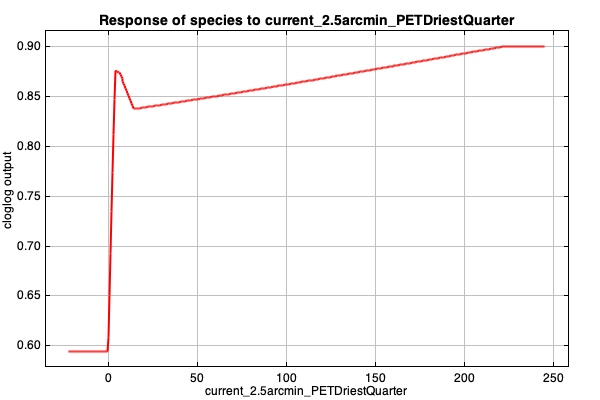 Response of species to current_2.5arcmin_PETDriestQuarter
0.90
0.85
0.80
0.75
0.70
0.65
0.60
cloglog output
0 50 100 150 200 250
current_2.5arcmin_PETDriestQuarter